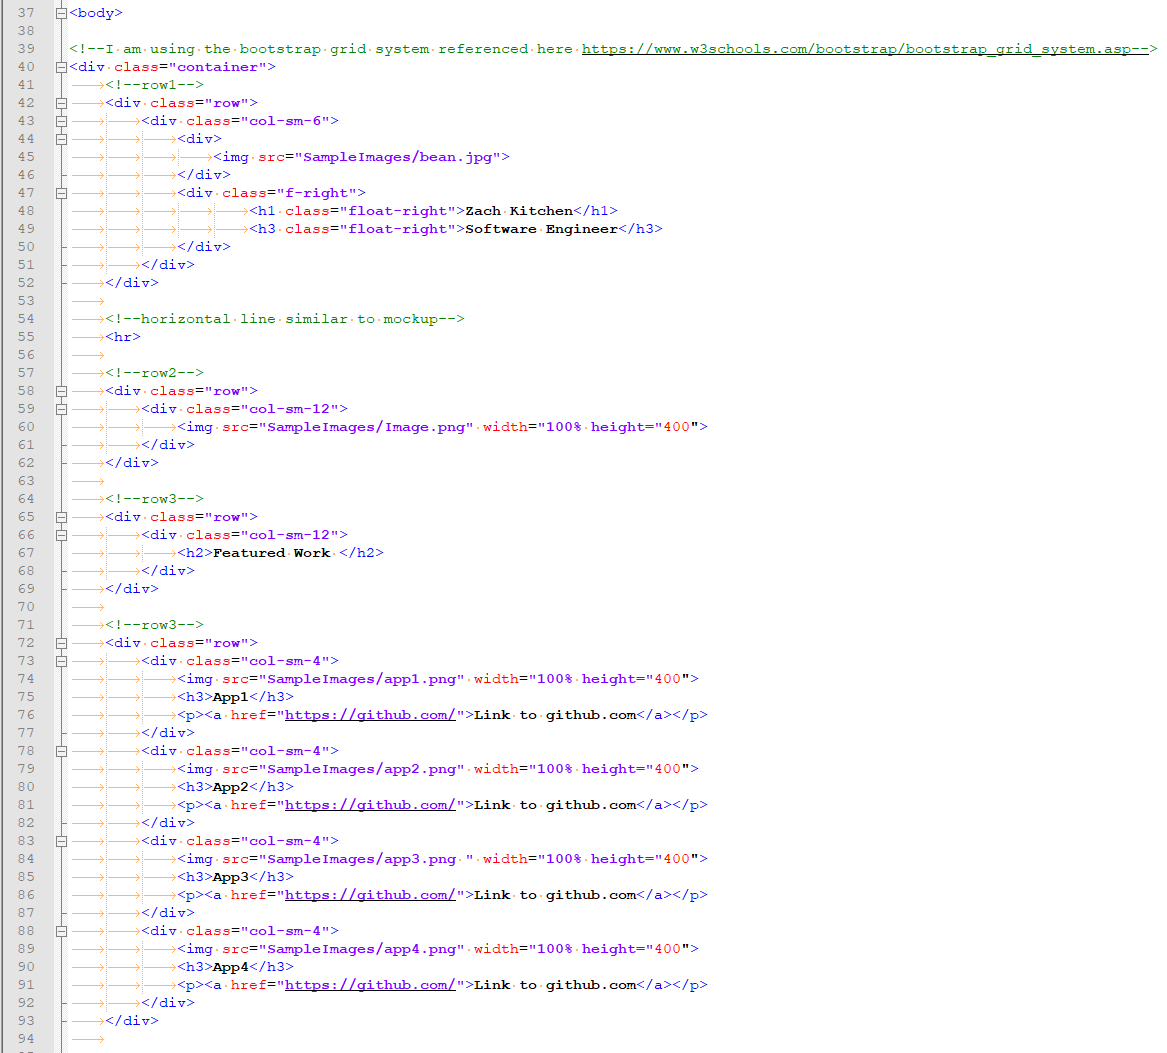 37 <body>
38
39 <!--I am using the bootstrap grid system referenced here https://www.w3schools.com/bootstrap/bootstrap_grid_system.asp-->
40 <div class="container">
41 <!--row1-->
42 <div class="row">
43 <div class="col-sm-6">
44 <div>
45 <img src="SampleImages/bean.jpg">
46 </div>
47 <div class="f-right">
48 <h1 class="float-right">Zach Kitchen</h1>
49 <h3 class="float-right">Software Engineer</h3>
50 </div>
51 </div>
52 </div>
53
54 <!--horizontal line similar to mockup-->
55 <hr>
56
57 <!--row2-->
58 <div class="row">
59 <div class="col-sm-12">
60 <img src="SampleImages/Image.png" width="100% height="400">
61 </div>
62 </div>
63
64 <!--row3-->
65 <div class="row">
66 <div class="col-sm-12">
67 <h2>Featured Work </h2>
68 </div>
69 </div>
70
71 <!--row3-->
72 <div class="row">
73 <div class="col-sm-4">
74 <img src="SampleImages/app1.png" width="100% height="400">
75 <h3>App1</h3>
76 <p><a href="https://github.com/">Link to github.com</a></p>
77 </div>
78 <div class="col-sm-4">
79 <img src="SampleImages/app2.png" width="100% height="400">
80 <h3>App2</h3>
81 <p><a href="https://github.com/">Link to github.com</a></p>
82 </div>
83 <div class="col-sm-4">
84 <img src="SampleImages/app3.png " width="100% height="400">
85 <h3>App3</h3>
86 <p><a href="https://github.com/">Link to github.com</a></p>
87 </div>
88 <div class="col-sm-4">
89 <img src="SampleImages/app4.png" width="100% height="400">
90 <h3>App4</h3>
91 <p><a href="https://github.com/">Link to github.com</a></p>
92 </div>
93 </div>
94